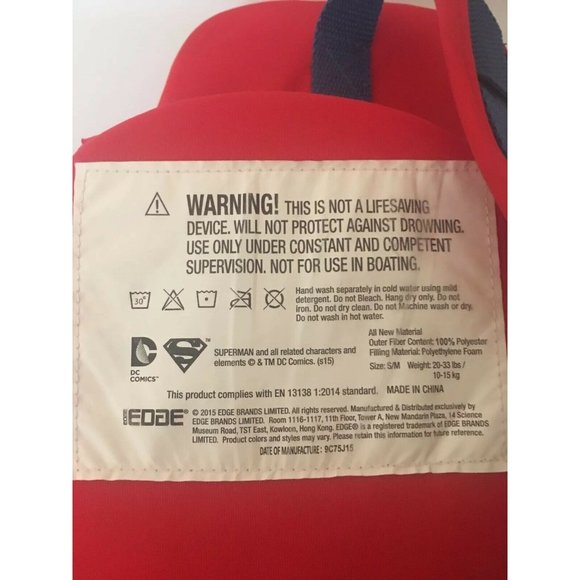 WARNING! THIS IS NOT A LIFESAVING
DEVICE. WILL NOT PROTECT AGAINST DROWNING.
USE ONLY UNDER CONSTANT AND COMPETENT
SUPERVISION. NOT FOR USE IN BOATING.
30°
Hand wash separately in cold water using mild
detergent. Do not Bleach. Hang dry only. Do not
iron. Do not dry clean. Do not Machine wash or dry.
Do not wash in hot water.
DC
COMICS™
S
SUPERMAN and all related characters and
elements © & TM DC Comics. (s15)
All New Material
Outer Fiber Content: 100% Polyester
Filling Material: Polyethylene Foam
Size: S/M Weight: 20-33 lbs /
10-15 kg
This product complies with EN 13138 1:2014 standard. MADE IN CHINA
EDGE
© 2015 EDGE BRANDS LIMITED. All rights reserved. Manufactured & Distributed exclusively by
EDGE BRANDS LIMITED. Room 1116-1117, 11th Floor, Tower A, New Mandarin Plaza, 14 Science
Museum Road, TST East, Kowloon, Hong Kong. EDGE® is a registered trademark of EDGE BRANDS
LIMITED. Product colors and styles may vary. Please retain this information for future reference.
DATE OF MANUFACTURE: 9C75J15